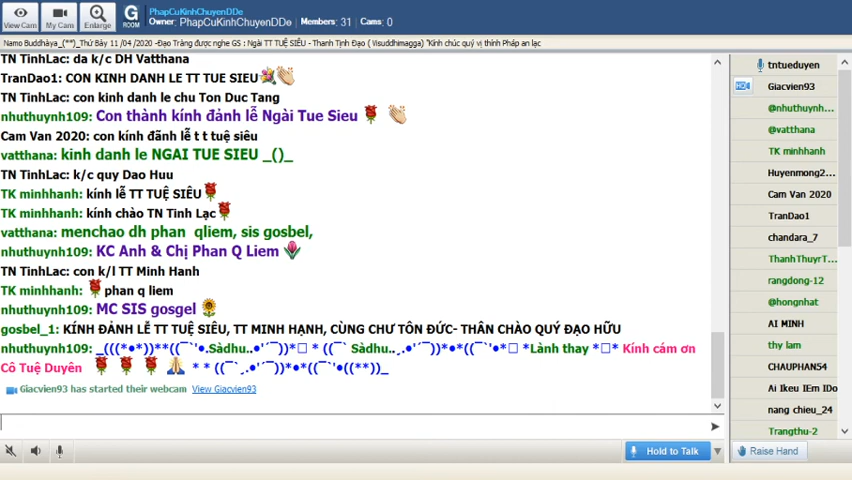 PhapCuKinhChuyenDDe
Owner: PhapCuKinhChuyenDDe Members: 31 Cams: 0
View Cam
My Cam
Enlarge
G ROOM
Namo Buddhàya_(**)_Thứ Bảy 11 /04 /2020 -Đạo Tràng được nghe GS : Ngài TT TUỆ SIÊU - Thanh Tịnh Đạo ( Visuddhimagga) "Kính chúc quý vị thính Pháp an lạc
TN TinhLac: da k/c DH Vatthana
TranDao1: CON KINH DANH LE TT TUE SIEU
TN TinhLac: con kinh danh le chu Ton Duc Tang
nhuthuynh109: Con thành kính đảnh lễ Ngài Tue Sieu
Cam Van 2020: con kính đãnh lễ t t tuệ siêu
vatthana: kinh danh le NGAI TUE SIEU _()_
TN TinhLac: k/c quy Dao Huu
TK minhhanh: kính lễ TT TUỆ SIÊU
TK minhhanh: kính chào TN Tinh Lạc
vatthana: menchao dh phan qliem, sis gosbel,
nhuthuynh109: KC Anh & Chị Phan Q Liem
TN TinhLac: con k/l TT Minh Hanh
TK minhhanh: phan q liem
nhuthuynh109: MC SIS gosgel
gosbel_1: KÍNH ĐẢNH LỄ TT TUỆ SIÊU, TT MINH HẠNH, CÙNG CHƯ TÔN ĐỨC- THÂN CHÀO QUÝ ĐẠO HỮU
nhuthuynh109: _(((*•●*))**((¯`'•.Sàdhu..•'´¯))*□ * ((¯` Sàdhu..,.•'´¯))*●*•((¯`'●*□ *Lành thay *□* Kính cám ơn
Cô Tuệ Duyên * * ((¯`¸.•'´¯))*●*•((¯`'•((**))_
Giacvien93 has started their webcam View Giacvien93
Hold to Talk
Raise Hand
tntueduyen
HD Giacvien93
@nhuthuynh...
@vatthana
TK minhhanh
Huyenmong2...
Cam Van 2020
TranDao1
chandara_7
ThanhThuyrT...
rangdong-12
@hongnhat
AI MINH
thy lam
CHAUPHAN54
Ai Ikeu IEm IDo
nang chieu_24
Trangthu-2